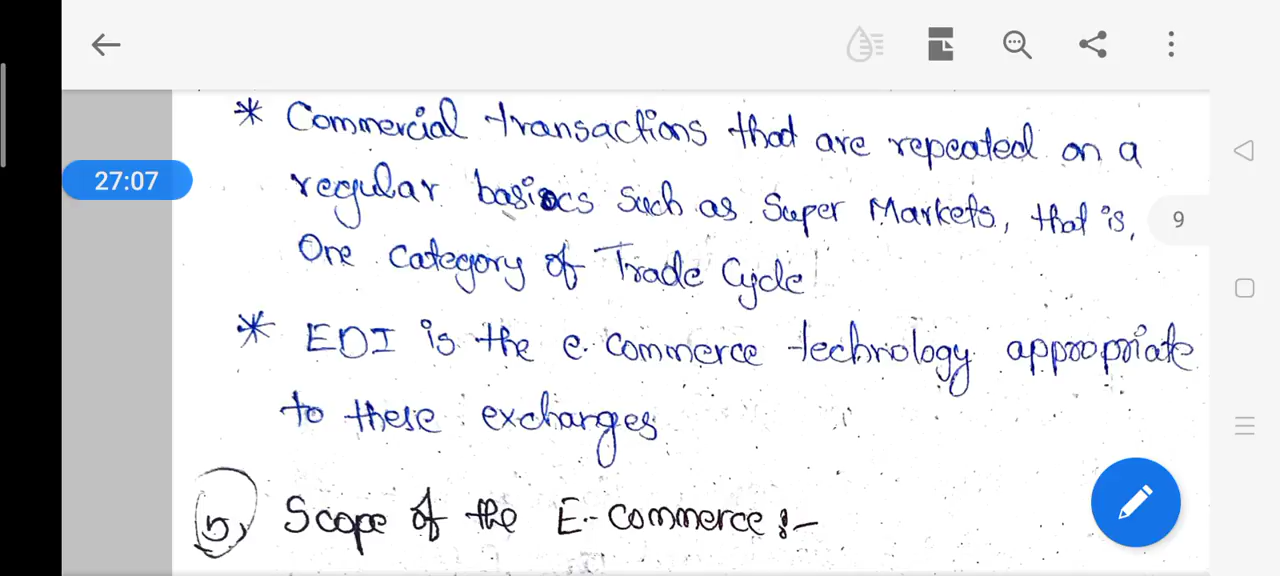 * Commercial transactions that are repeated on a
27:07
regular basiscs such as Super Markets, that is,
9
One category of Trade Cycle
* EDI is the e.commerce technology appropriate
to these exchanges
5, Scope of the E-commerce:-